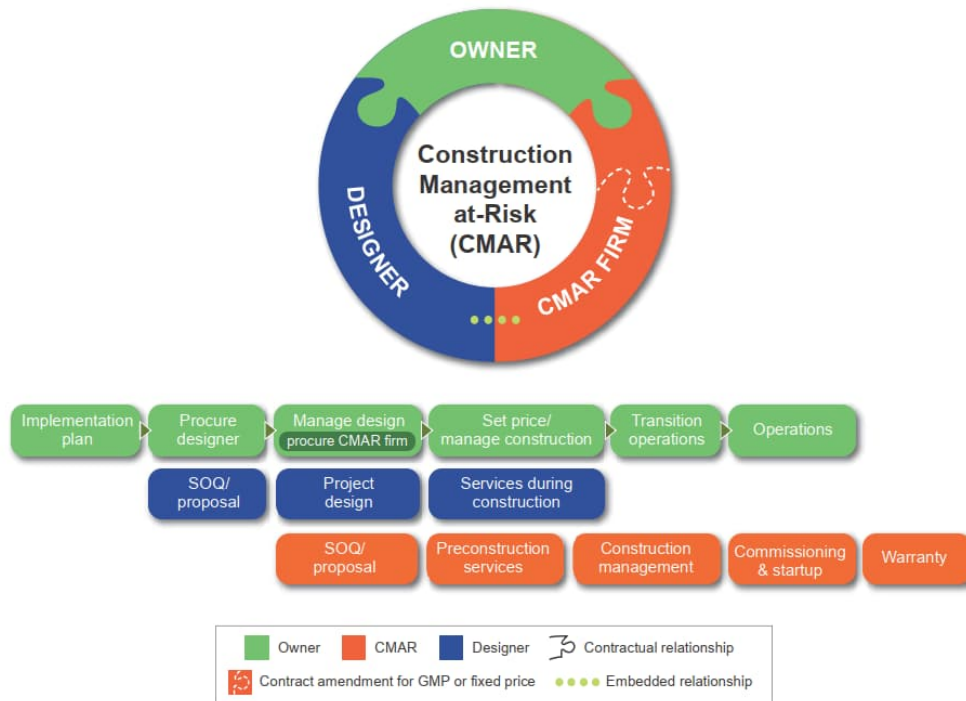 OWNER
DESIGNER
CMAR FIRM
Construction
Management
at-Risk
(CMAR)
Implementation
plan
Procure
designer
Manage design
procure CMAR firm
Set price/
manage construction
Transition
operations
Operations
SOQ/
proposal
Project
design
Services during
construction
SOQ/
proposal
Preconstruction
services
Construction
management
Commissioning
& startup
Warranty
Owner
CMAR
Designer
Contractual relationship
Contract amendment for GMP or fixed price
Embedded relationship